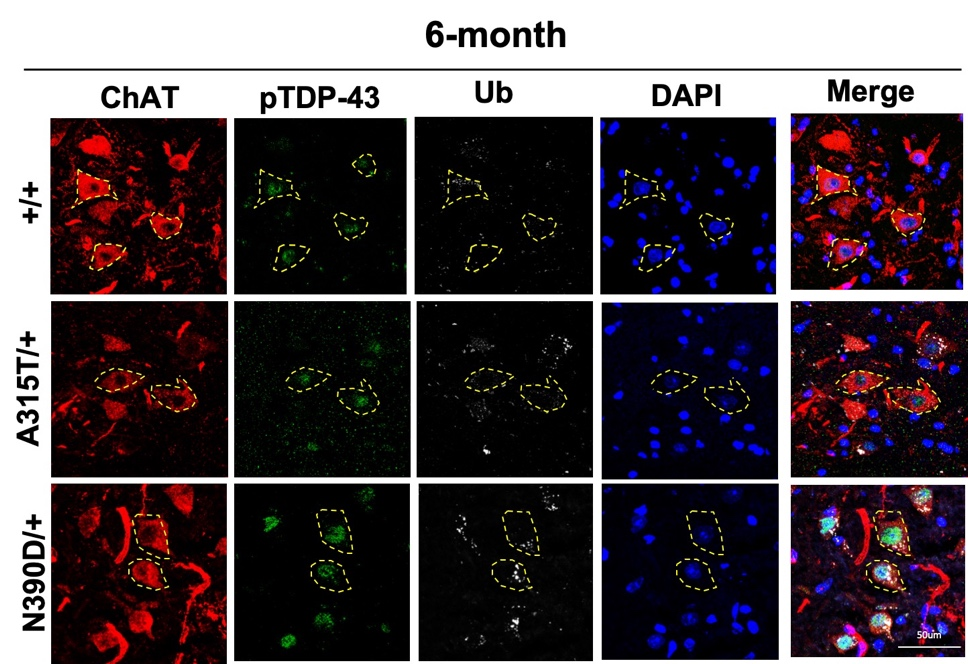 6-month
ChAT pTDP-43 Ub DAPI Merge
+/+
A315T/+
N390D/+
50um